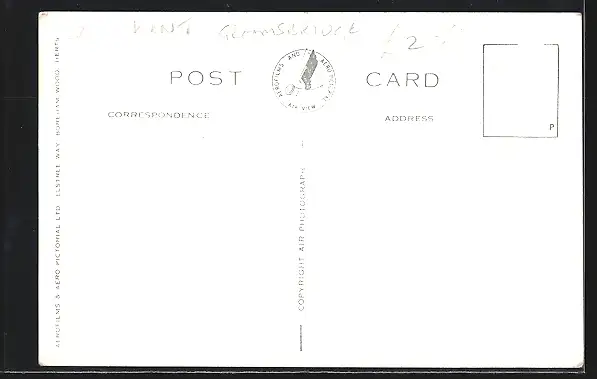 KENT GROOMSBRIDGE £2
POST CARD
AEROFILMS AND AERO PICTORIAL
AIR VIEW
CORRESPONDENCE
ADDRESS
P
COPYRIGHT AIR PHOTOGRAPH
AEROFILMS & AERO PICTORIAL LTD. ELSTREE WAY, BOREHAM WOOD, HERTS